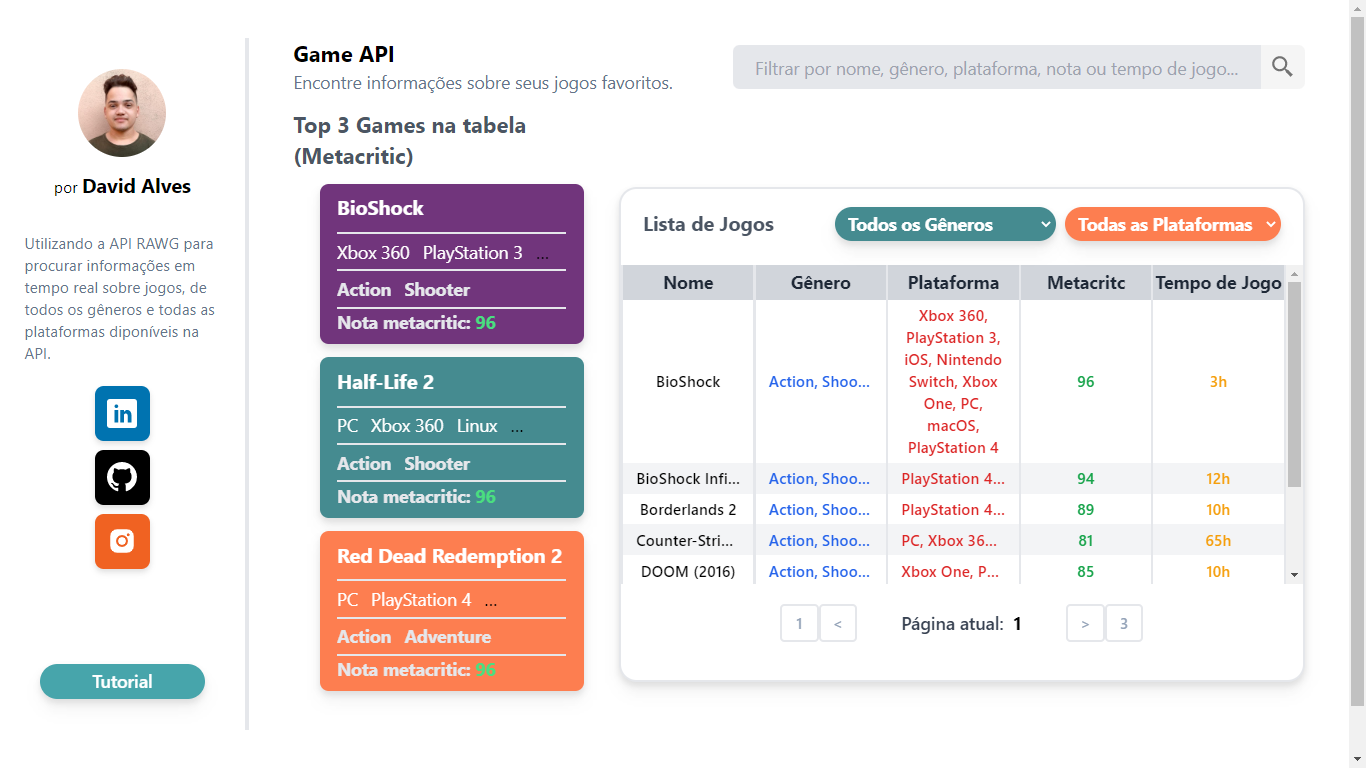 por David Alves
Utilizando a API RAWG para
procurar informações em
tempo real sobre jogos, de
todos os gêneros e todas as
plataformas diponíveis na
API.
in
Tutorial
Game API
Encontre informações sobre seus jogos favoritos.
Filtrar por nome, gênero, plataforma, nota ou tempo de jogo...
Top 3 Games na tabela
(Metacritic)
BioShock
Xbox 360 PlayStation 3 ...
Action Shooter
Nota metacritic: 96
Half-Life 2
PC Xbox 360 Linux ...
Action Shooter
Nota metacritic: 96
Red Dead Redemption 2
PC PlayStation 4 ...
Action Adventure
Nota metacritic: 96
Lista de Jogos
Todos os Gêneros
Todas as Plataformas
Nome Gênero Plataforma Metacritc Tempo de Jogo
Xbox 360,
PlayStation 3,
iOS, Nintendo
BioShock Action, Shoo... Switch, Xbox 96 3h
One, PC,
macOS,
PlayStation 4
BioShock Infi... Action, Shoo... PlayStation 4... 94 12h
Borderlands 2 Action, Shoo... PlayStation 4... 89 10h
Counter-Stri... Action, Shoo... PC, Xbox 36... 81 65h
DOOM (2016) Action, Shoo... Xbox One, P... 85 10h
1 < Página atual: 1 > 3